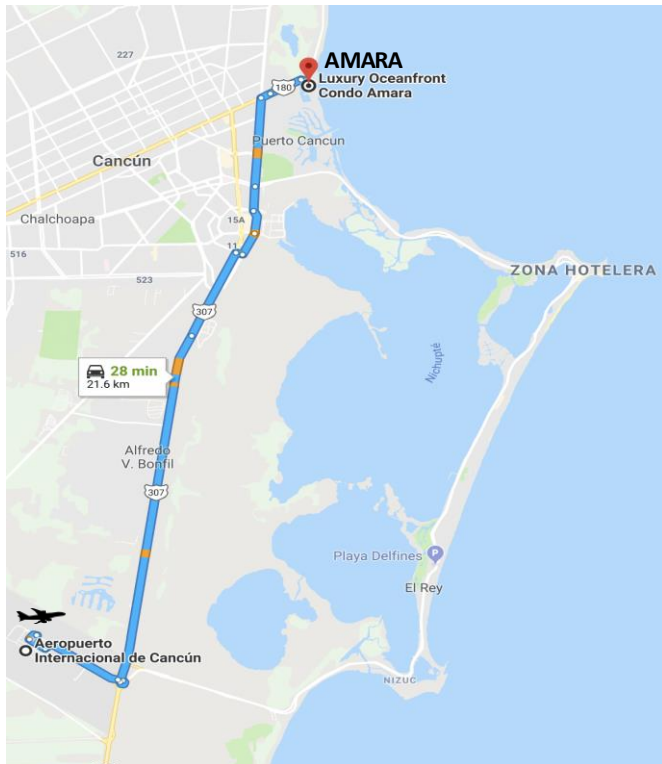 227
AMARA
Luxury Oceanfront
Condo Amara
180
Puerto Cancun
Cancún
Chalchoapa
15A
11
516
523
ZONA HOTELERA
307
Nichupté
28 min
21.6 km
Alfredo
V. Bonfil
307
Playa Delfines
P
El Rey
Aeropuerto
Internacional de Cancún
NIZUC